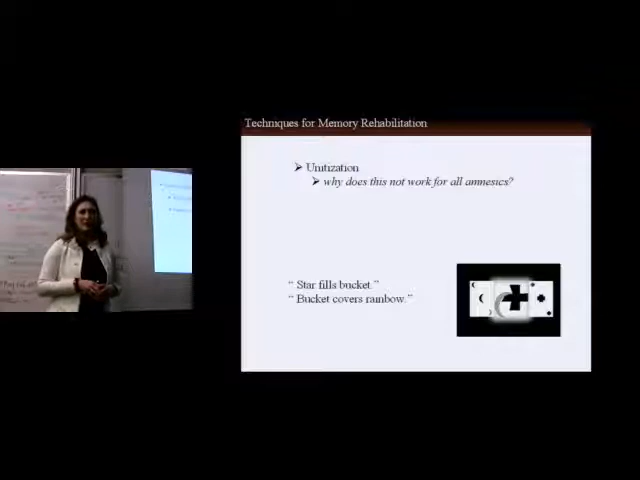 Techniques for Memory Rehabilitation
➢ Unitization
➢ why does this not work for all amnesics?
“ Star fills bucket.”
“ Bucket covers rainbow.”